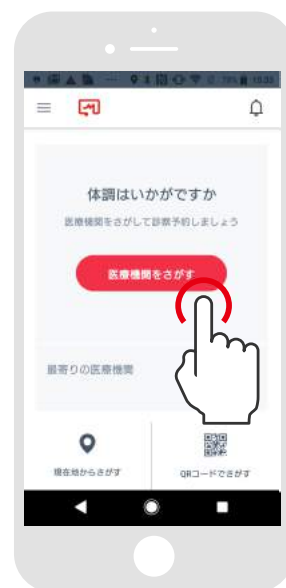 体調はいかがですか
医療機関をさがして診察予約しましょう
医療機関をさがす
最寄りの医療機関
現在地からさがす
QRコードでさがす